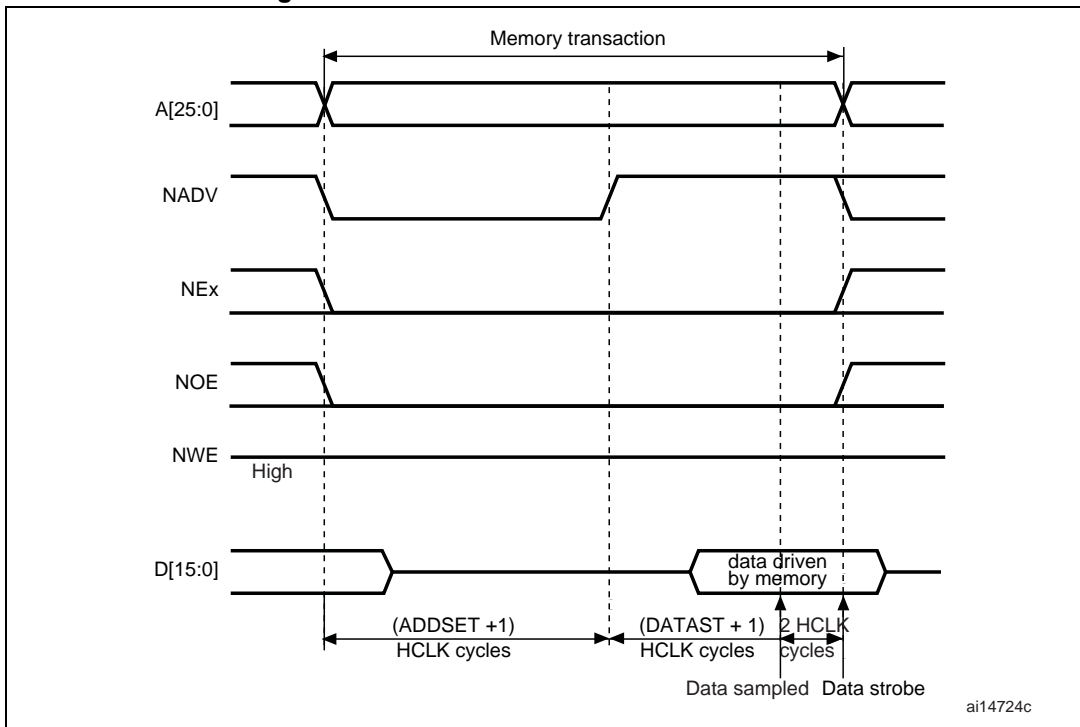 Memory transaction
A[25:0]
NADV
NEx
NOE
NWE
High
D[15:0]
data driven
by memory
(ADDSET +1)
HCLK cycles
(DATAST + 1)
HCLK cycles
2 HCLK
cycles
Data sampled
Data strobe
ai14724c